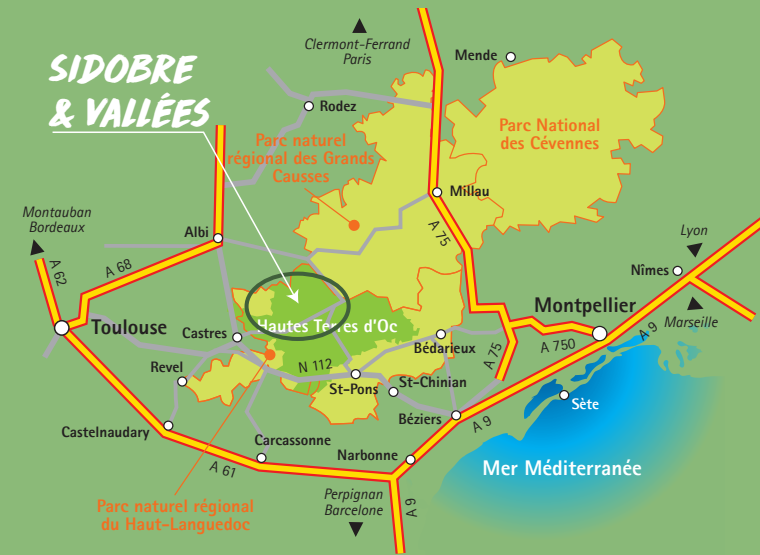 Clermont-Ferrand
Paris
Mende
SIDOBRE
& VALLÉES
Rodez
Parc naturel
régional des Grands
Causses
Parc National
des Cévennes
Millau
Montauban
Bordeaux
Albi
A 75
Lyon
A 62
A 68
Nîmes
Montpellier
Toulouse
Hautes Terres d'Oc
Marseille
A 9
Castres
Bédarieux
A 75
A 750
Revel
N 112
St-Pons
St-Chinian
Sète
Béziers
A 9
Castelnaudary
Carcassonne
Narbonne
A 61
Mer Méditerranée
Perpignan
Barcelone
A 9
Parc naturel régional
du Haut-Languedoc